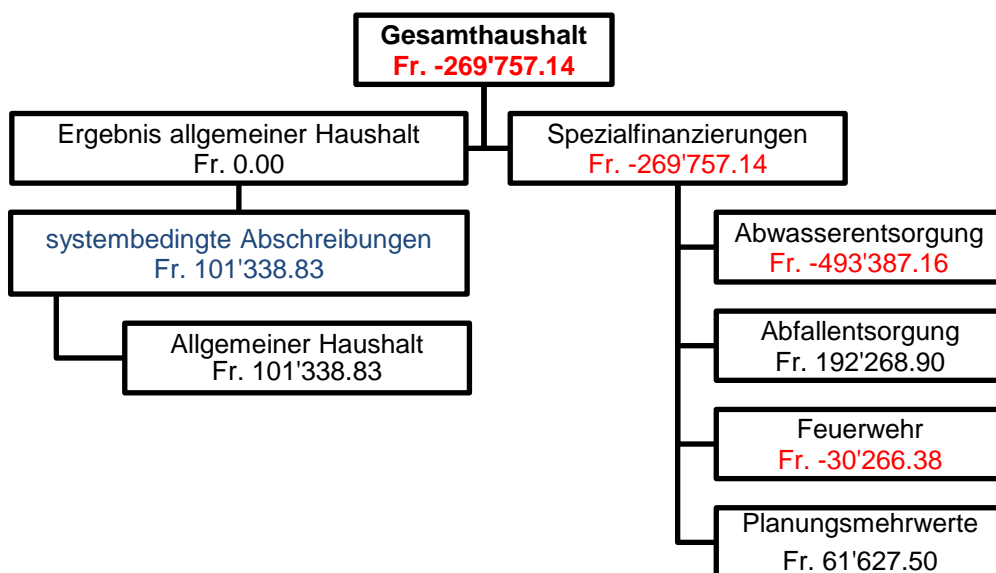 Gesamthaushalt
Fr. -269'757.14
Ergebnis allgemeiner Haushalt
Fr. 0.00
Spezialfinanzierungen
Fr. -269'757.14
systembedingte Abschreibungen
Fr. 101'338.83
Allgemeiner Haushalt
Fr. 101'338.83
Abwasserentsorgung
Fr. -493'387.16
Abfallentsorgung
Fr. 192'268.90
Feuerwehr
Fr. -30'266.38
Planungsmehrwerte
Fr. 61'627.50